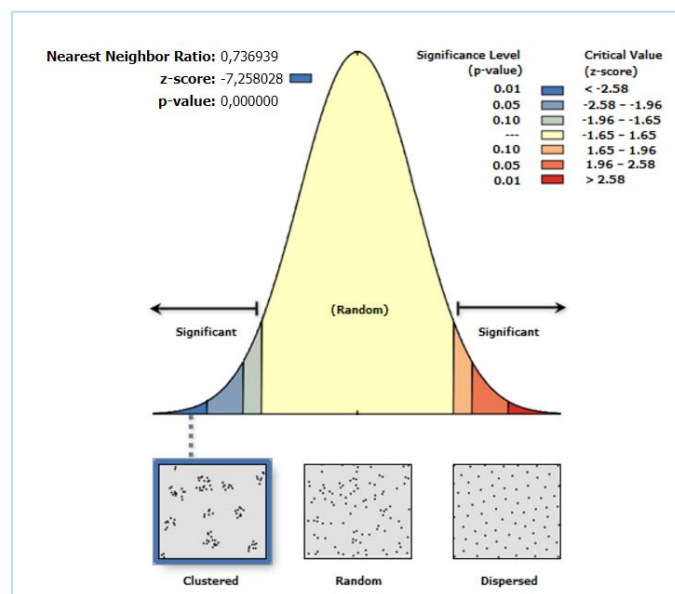 Nearest Neighbor Ratio: 0,736939
z-score: -7,258028
p-value: 0,000000
Significance Level
(p-value)
Critical Value
(z-score)
0.01 < -2.58
0.05 -2.58 – -1.96
0.10 -1.96 – -1.65
--- -1.65 – 1.65
0.10 1.65 – 1.96
0.05 1.96 – 2.58
0.01 > 2.58
Significant
(Random)
Significant
Clustered
Random
Dispersed